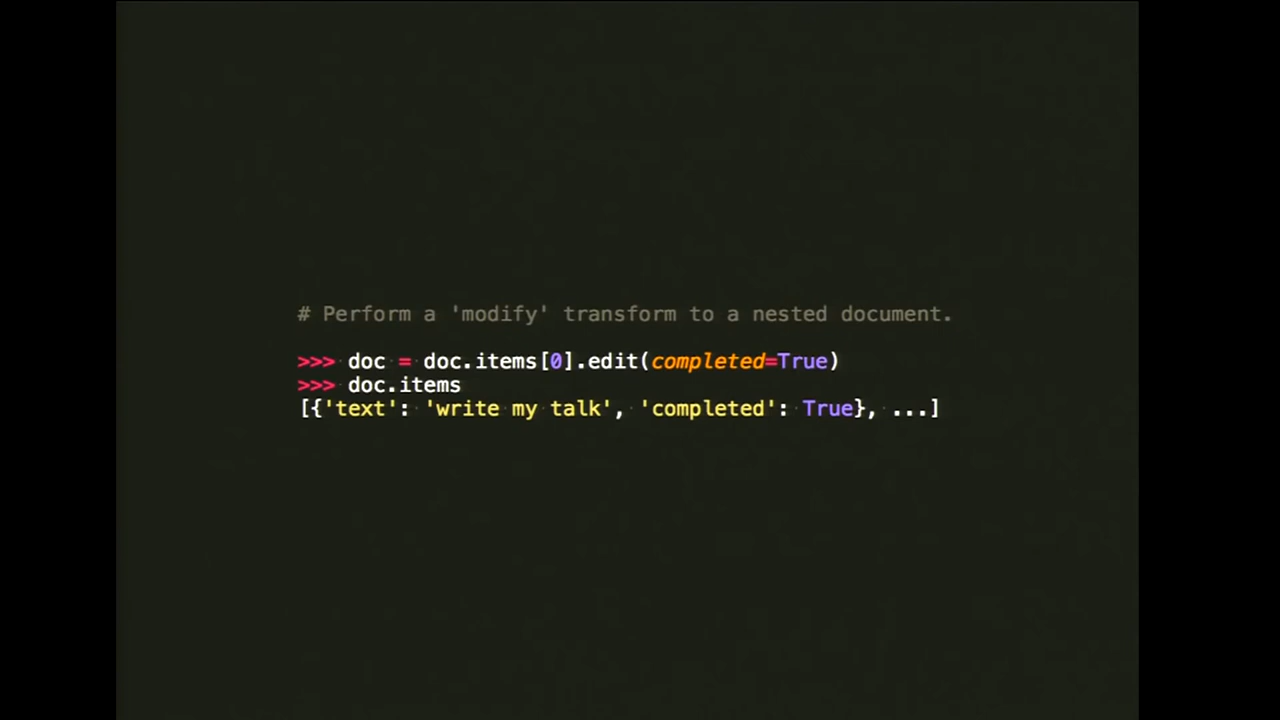 # Perform a 'modify' transform to a nested document.
>>> doc = doc.items[0].edit(completed=True)
>>> doc.items
[{'text': 'write my talk', 'completed': True}, ...]